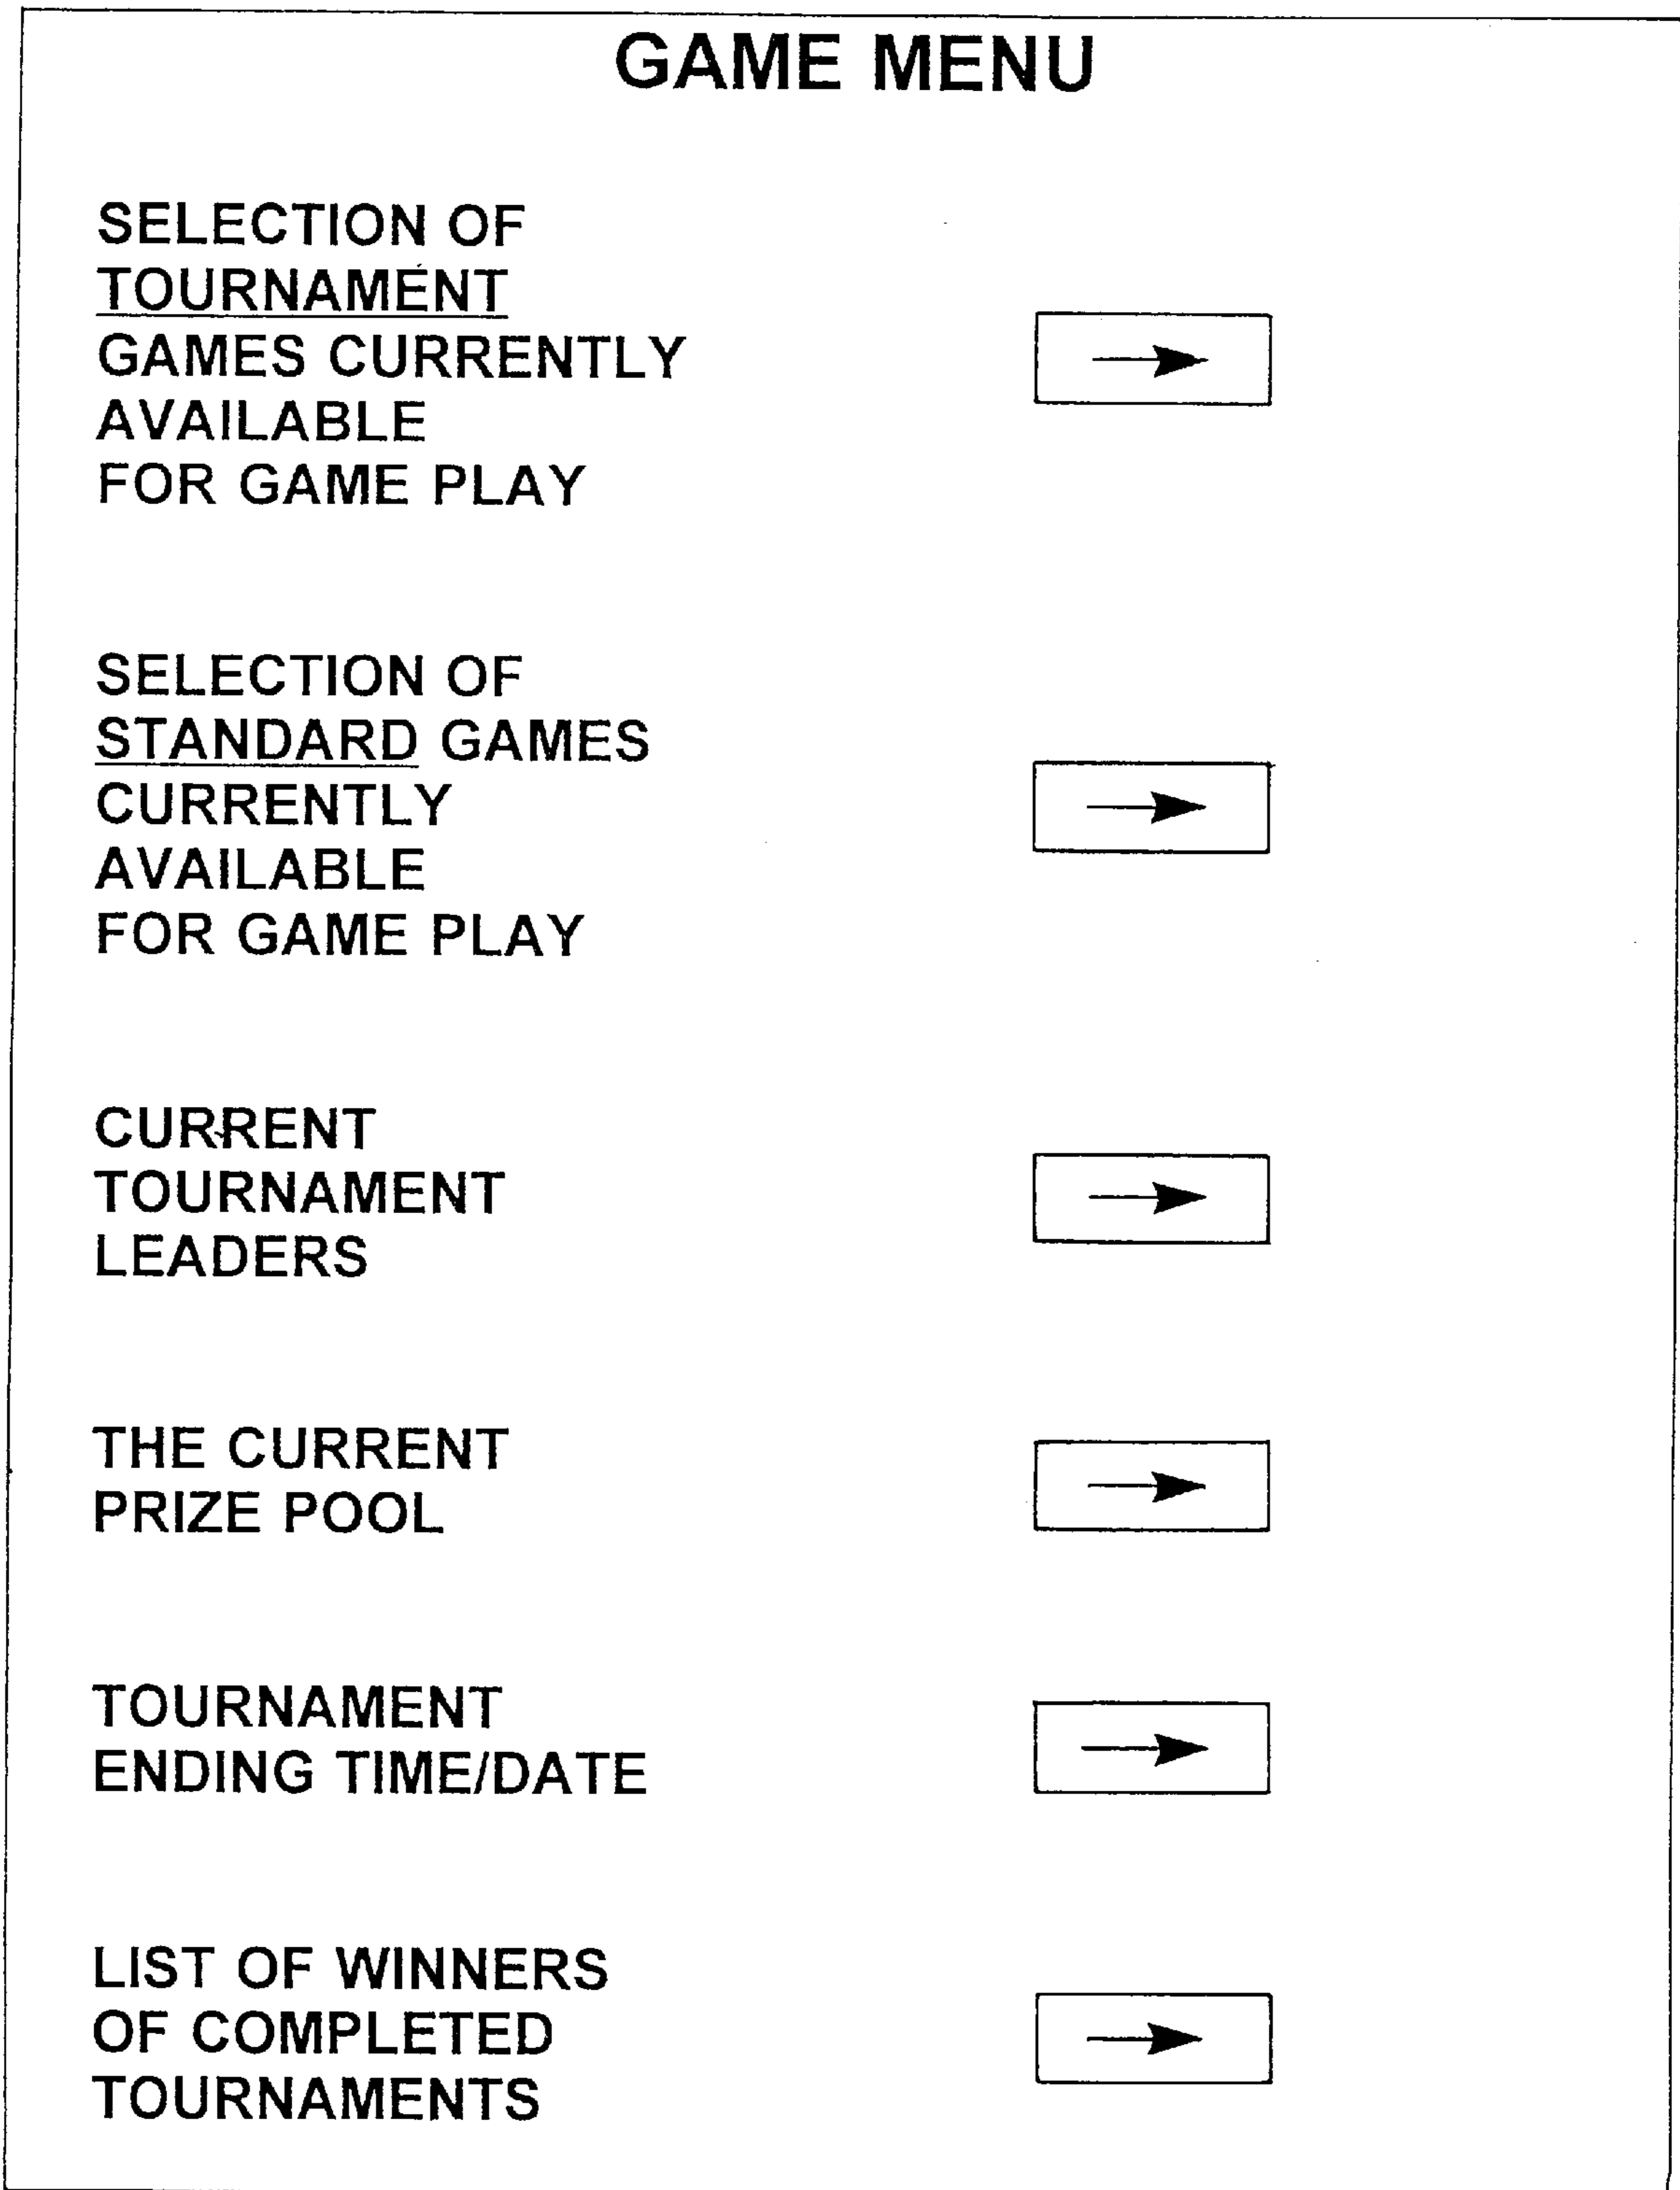 GAME MENU
SELECTION OF
TOURNAMENT
GAMES CURRENTLY
AVAILABLE
FOR GAME PLAY
SELECTION OF
STANDARD GAMES
CURRENTLY
AVAILABLE
FOR GAME PLAY
CURRENT
TOURNAMENT
LEADERS
THE CURRENT
PRIZE POOL
TOURNAMENT
ENDING TIME/DATE
LIST OF WINNERS
OF COMPLETED
TOURNAMENTS